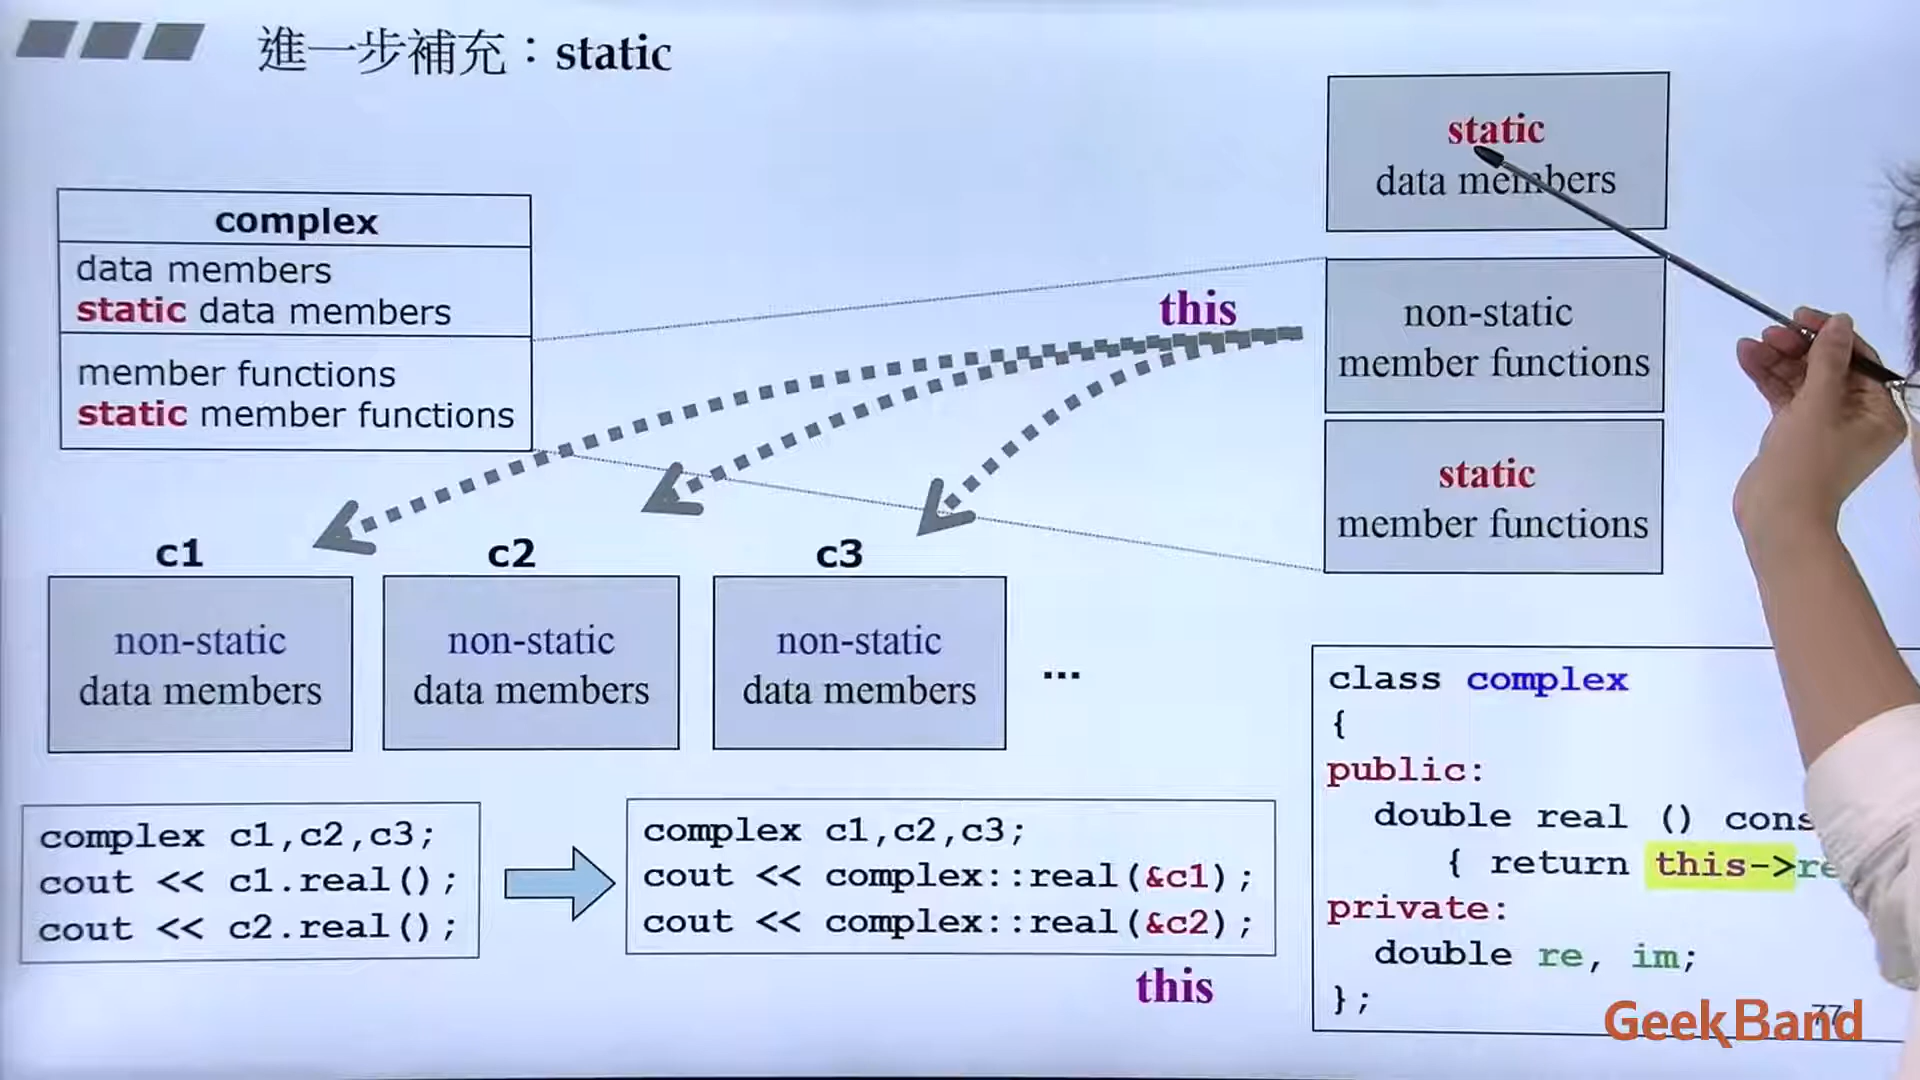 進一步補充：static
static
data members
complex
data members
static data members
member functions
static member functions
this
non-static
member functions
static
member functions
c1
c2
c3
non-static
data members
non-static
data members
non-static
data members
...
class complex
{
public:
double real () cons
{ return this->re
private:
double re, im;
};
complex c1,c2,c3;
cout << c1.real();
cout << c2.real();
complex c1,c2,c3;
cout << complex::real(&c1);
cout << complex::real(&c2);
this
77
GeekBand